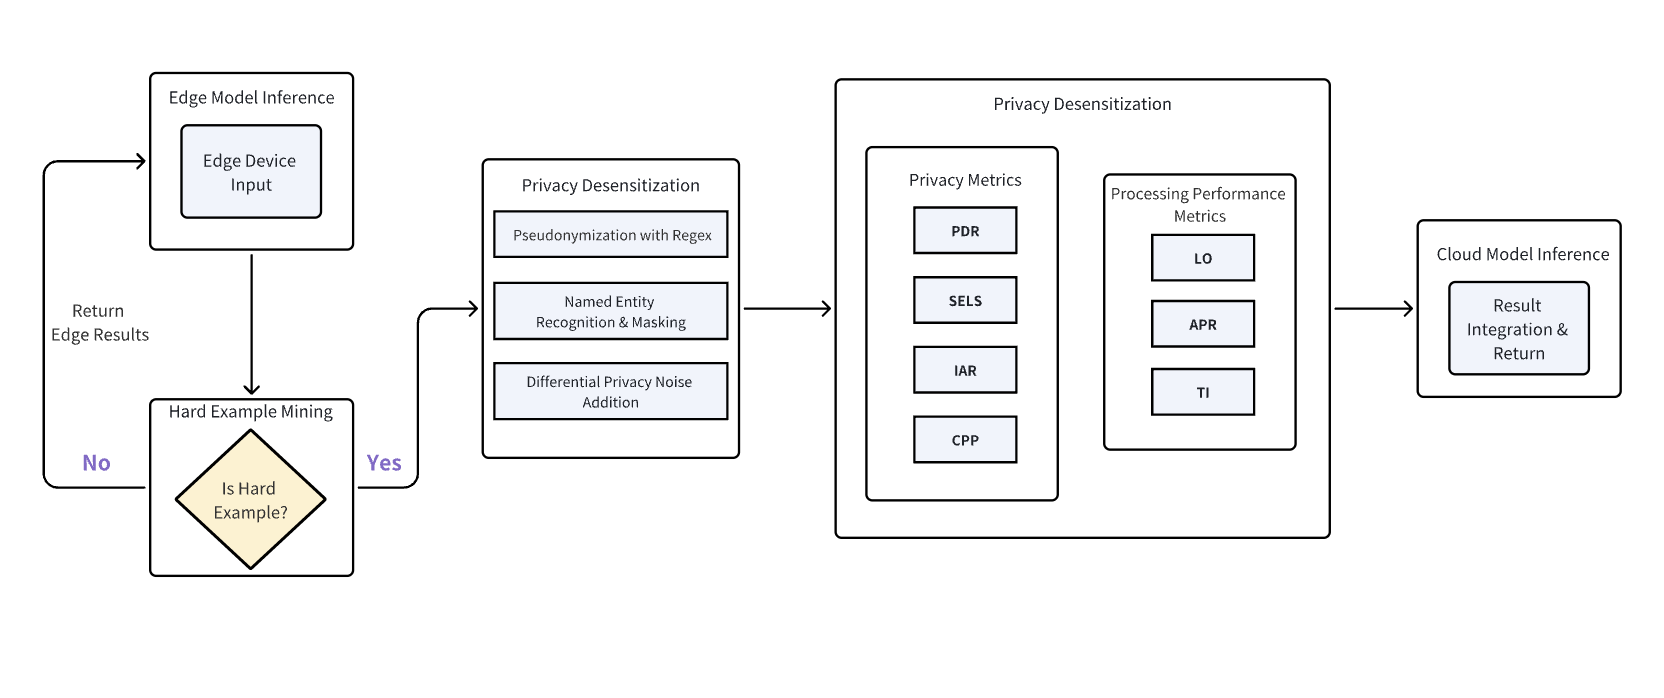 Edge Model Inference
Edge Device
Input
Return
Edge Results
Hard Example Mining
No
Is Hard
Example?
Yes
Privacy Desensitization
Pseudonymization with Regex
Named Entity
Recognition & Masking
Differential Privacy Noise
Addition
Privacy Desensitization
Privacy Metrics
PDR
SELS
IAR
CPP
Processing Performance
Metrics
LO
APR
TI
Cloud Model Inference
Result
Integration &
Return